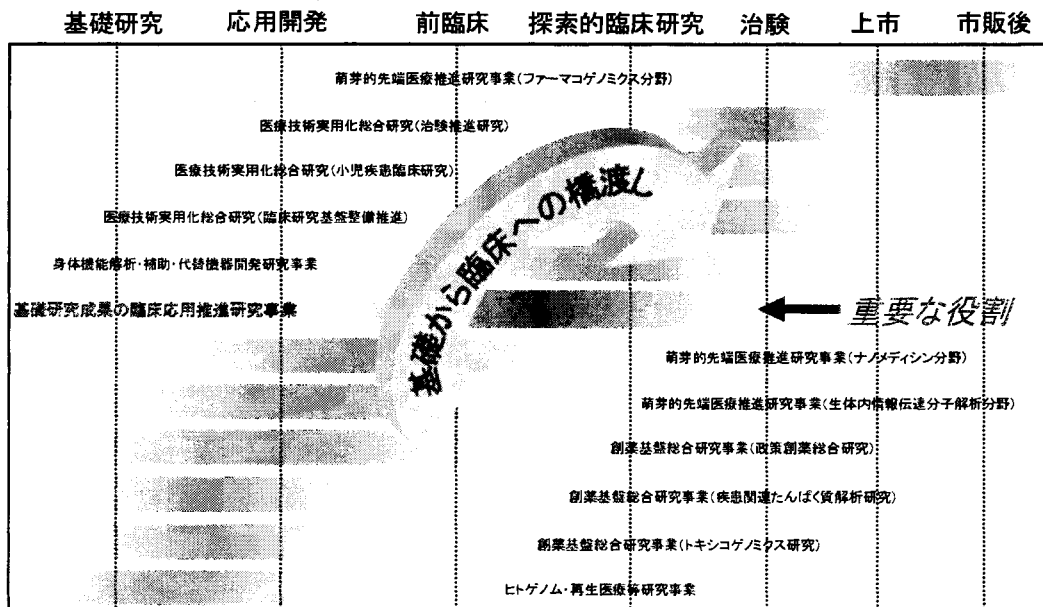 基礎研究 応用開発 前臨床 探索的臨床研究 治験 上市 市販後
萌芽的先端医療推進研究事業(ファーマコゲノミクス分野)
医療技術実用化総合研究(治験推進研究)
医療技術実用化総合研究(小児疾患臨床研究)
医療技術実用化総合研究(臨床研究基盤整備推進)
身体機能解析・補助・代替機器開発研究事業
基礎研究成果の臨床応用推進研究事業
基礎から臨床への橋渡し
重要な役割
萌芽的先端医療推進研究事業(ナノメディシン分野)
萌芽的先端医療推進研究事業(生体内情報伝達分子解析分野)
創薬基盤総合研究事業(政策創薬総合研究)
創薬基盤総合研究事業(疾患関連たんぱく質解析研究)
創薬基盤総合研究事業(トキシコゲノミクス研究)
ヒトゲノム・再生医療等研究事業